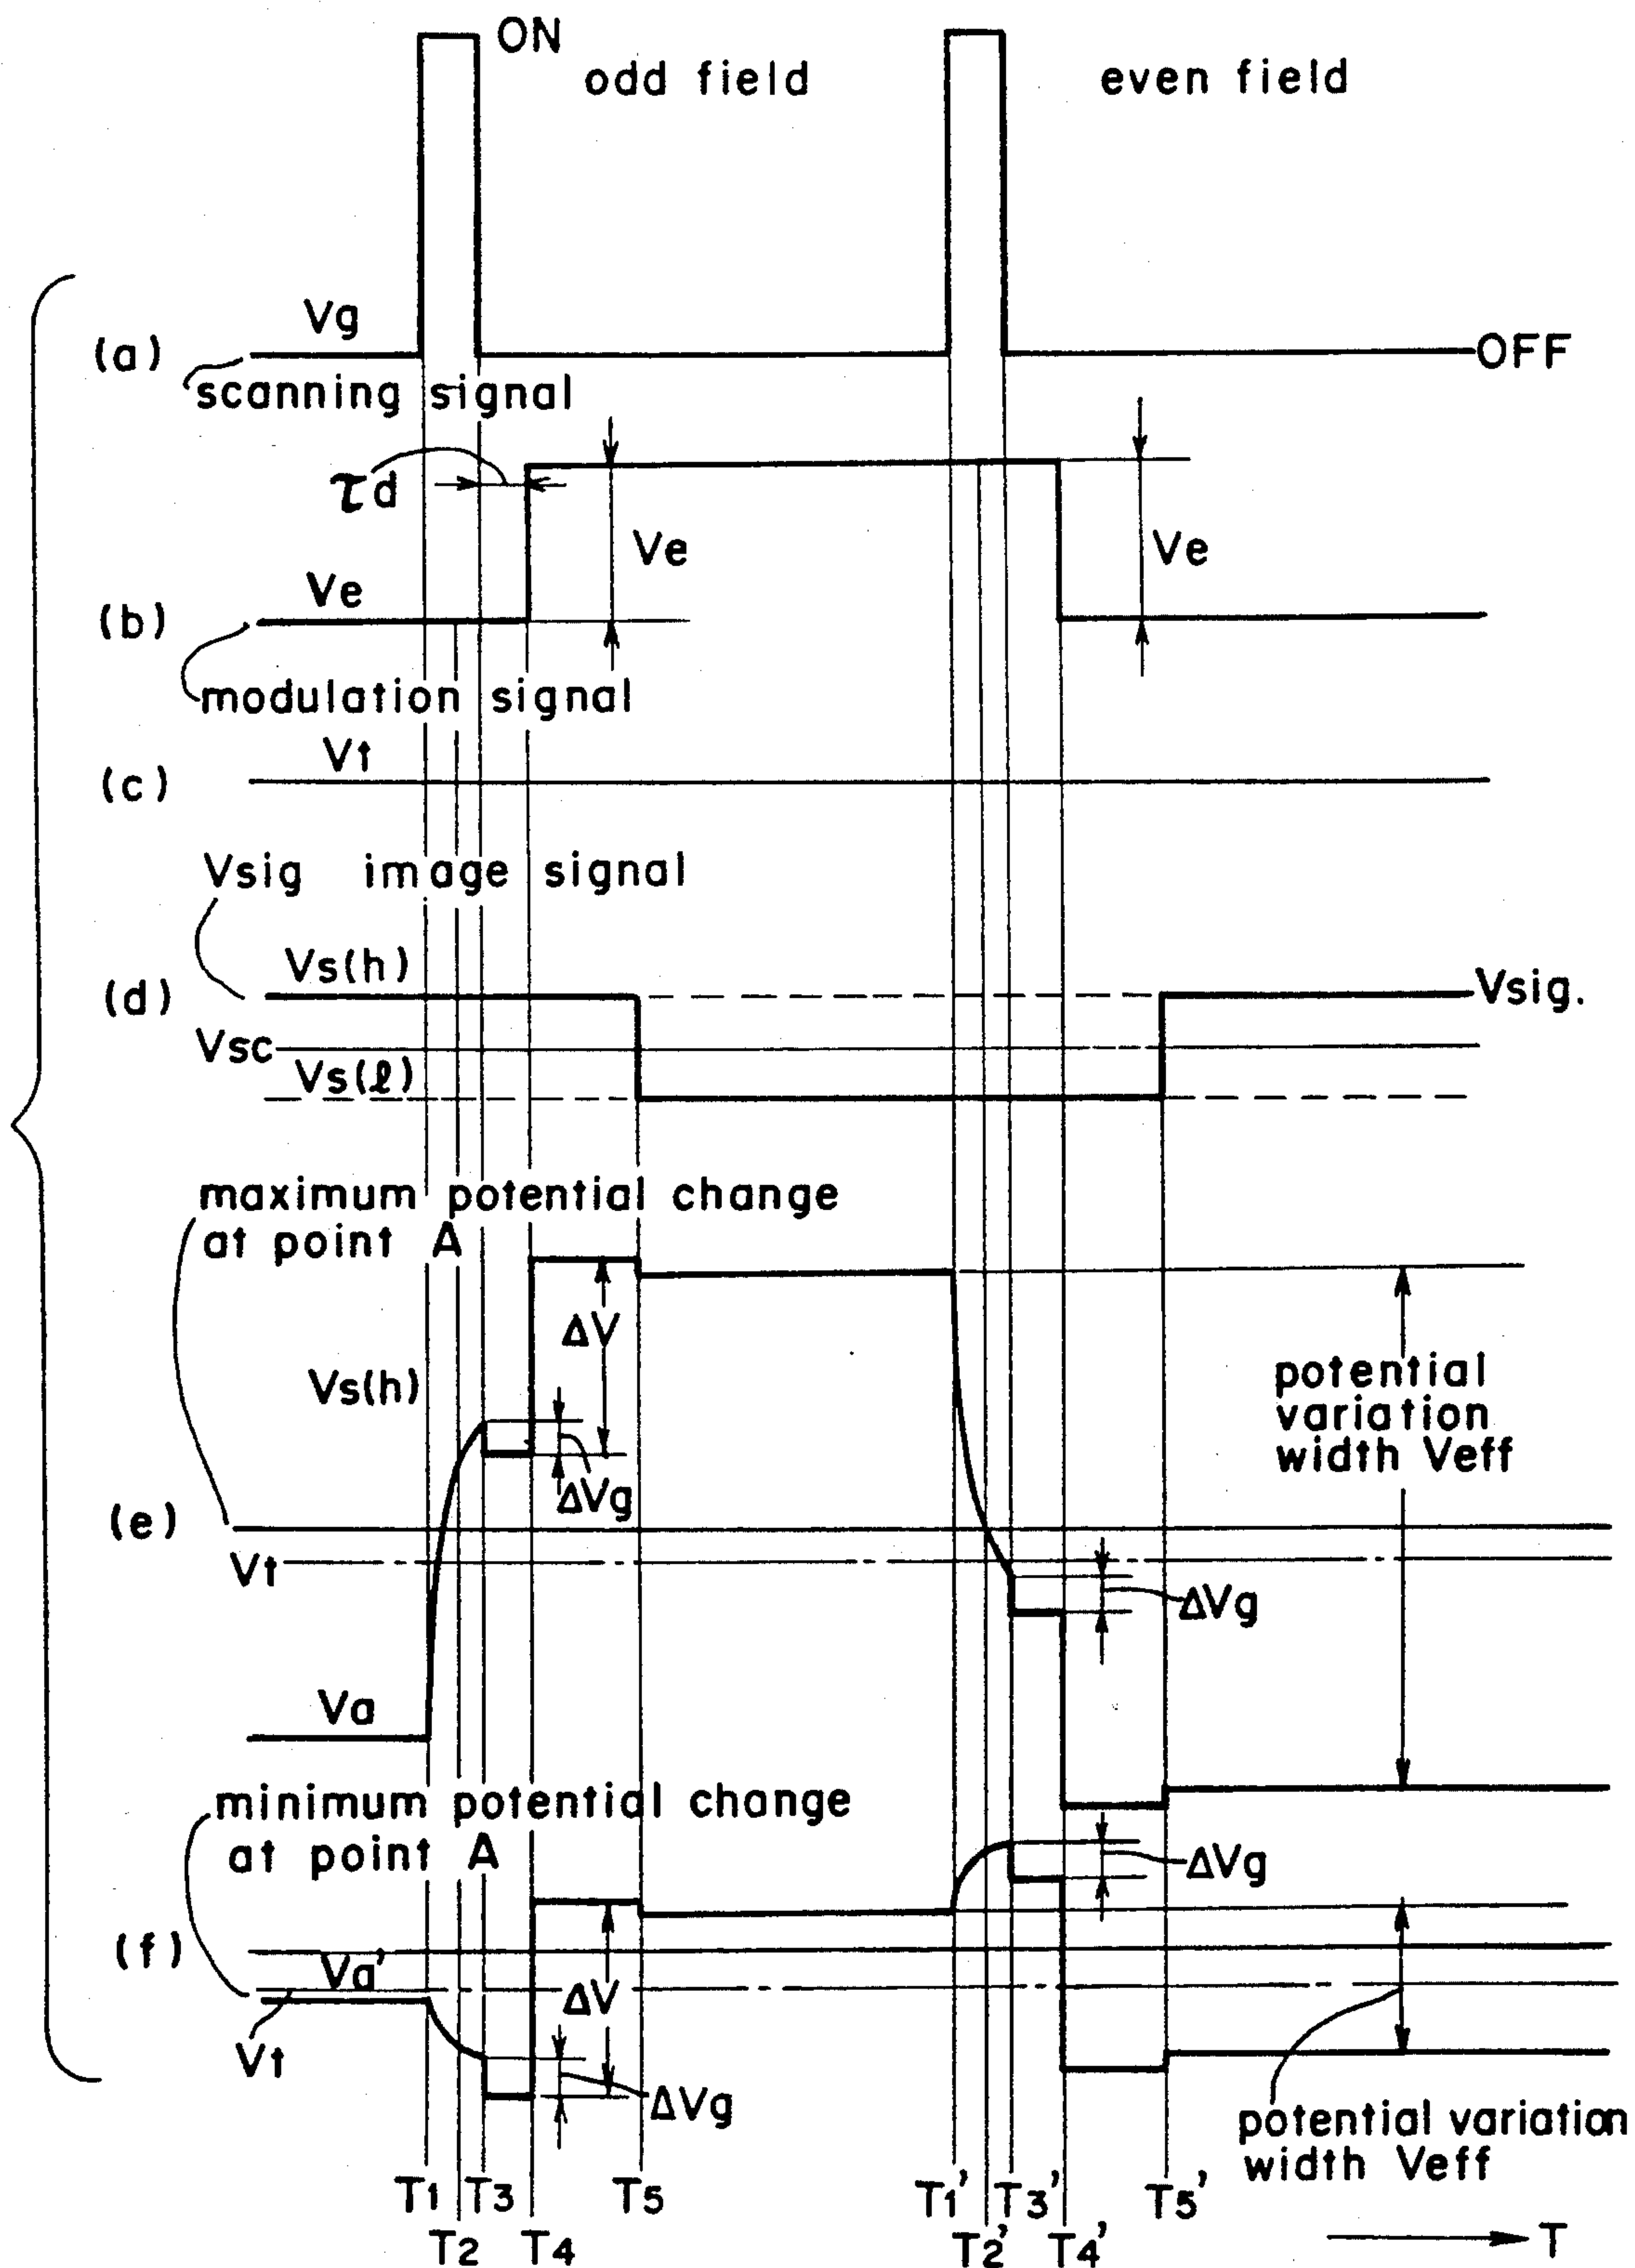 ON
odd field
even field
Vg
(a)
OFF
scanning signal
τd
Ve
Ve
Ve
(b)
modulation signal
Vt
(c)
Vsig image signal
Vs(h)
(d)
Vsig.
Vsc
Vs(ℓ)
maximum potential change
at point A
ΔV
Vs(h)
potential
variation
width Veff
ΔVg
(e)
Vt
ΔVg
Va
minimum potential change
at point A
ΔVg
(f)
Va'
ΔV
Vt
ΔVg
potential variation
width Veff
T1 T3 T5 T1' T3' T5'
T2 T4 T2' T4' T